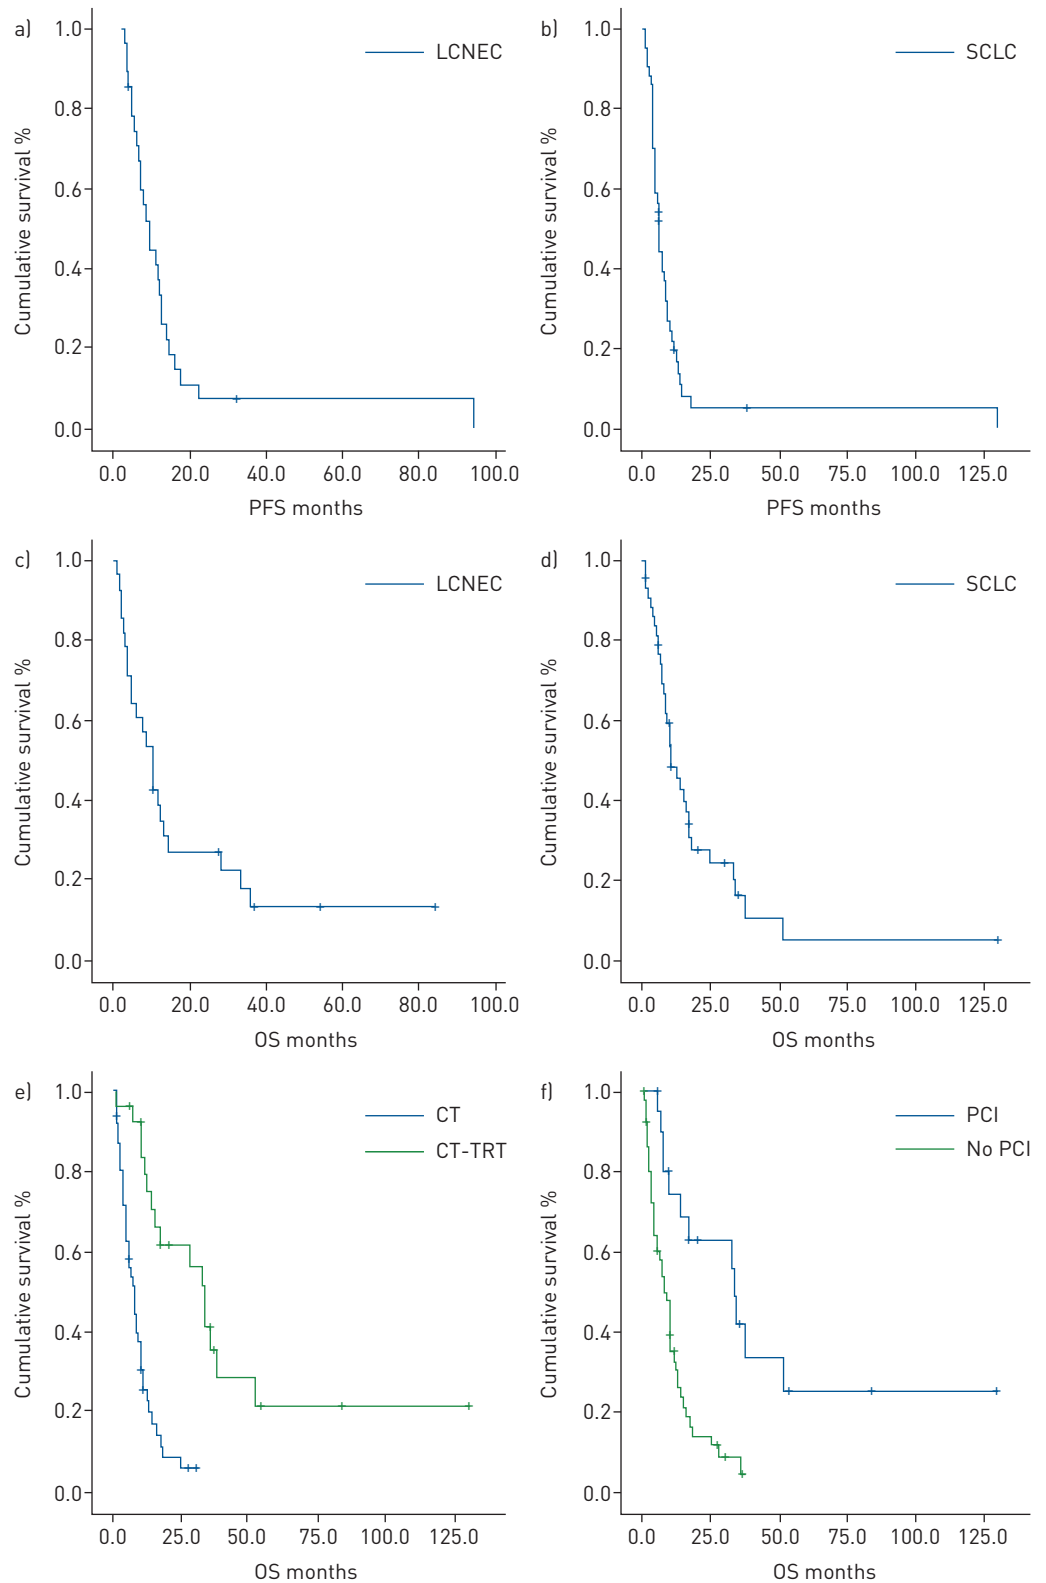 a)
LCNEC
Cumulative survival %
1.0
0.8
0.6
0.4
0.2
0.0
0.0 20.0 40.0 60.0 80.0 100.0
PFS months
b)
SCLC
Cumulative survival %
1.0
0.8
0.6
0.4
0.2
0.0
0.0 25.0 50.0 75.0 100.0 125.0
PFS months
c)
LCNEC
Cumulative survival %
1.0
0.8
0.6
0.4
0.2
0.0
0.0 20.0 40.0 60.0 80.0 100.0
OS months
d)
SCLC
Cumulative survival %
1.0
0.8
0.6
0.4
0.2
0.0
0.0 25.0 50.0 75.0 100.0 125.0
OS months
e)
CT
CT-TRT
Cumulative survival %
1.0
0.8
0.6
0.4
0.2
0.0
0.0 25.0 50.0 75.0 100.0 125.0
OS months
f)
PCI
No PCI
Cumulative survival %
1.0
0.8
0.6
0.4
0.2
0.0
0.0 25.0 50.0 75.0 100.0 125.0
OS months